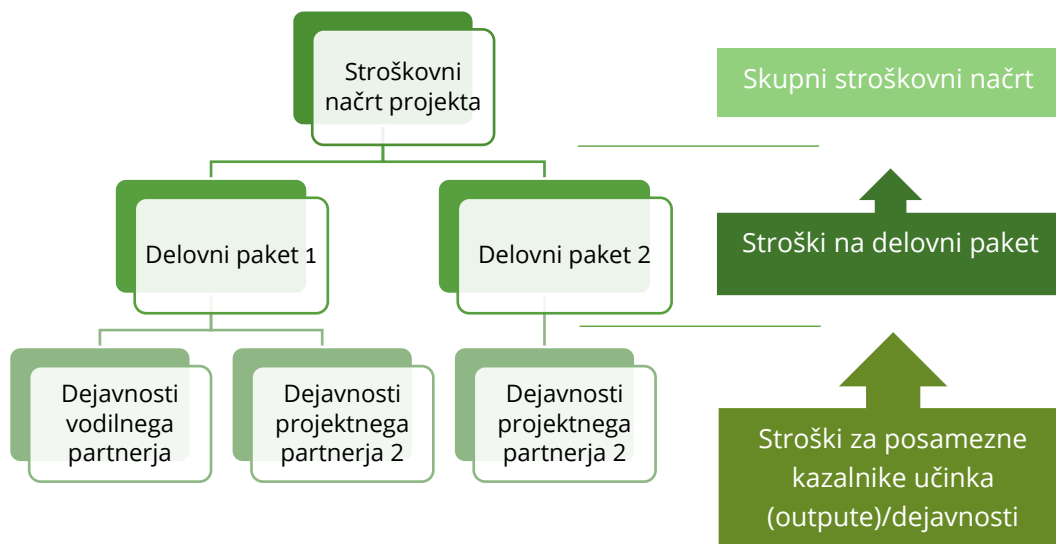 Stroškovni
načrt projekta
Skupni stroškovni načrt
Delovni paket 1
Delovni paket 2
Stroški na delovni paket
Dejavnosti
vodilnega
partnerja
Dejavnosti
projektnega
partnerja 2
Dejavnosti
projektnega
partnerja 2
Stroški za posamezne
kazalnike učinka
(outpute)/dejavnosti